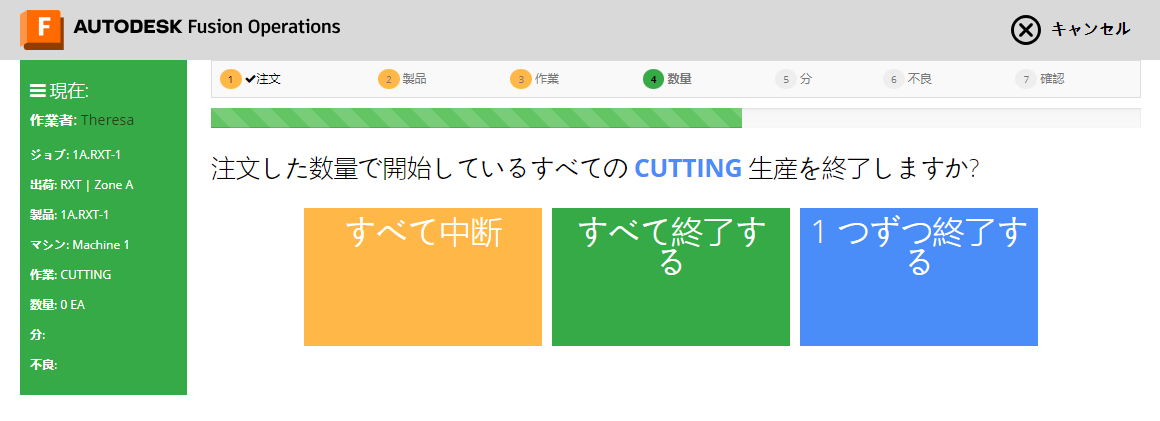 F AUTODESK Fusion Operations
キャンセル
現在:
作業者: Theresa
ジョブ: 1A.RXT-1
出荷: RXT | Zone A
製品: 1A.RXT-1
マシン: Machine 1
作業: CUTTING
数量: 0 EA
分:
不良:
1 注文 2 製品 3 作業 4 数量 5 分 6 不良 7 確認
注文した数量で開始しているすべての CUTTING 生産を終了しますか?
すべて中断
すべて終了す
る
1 つずつ終了す
る